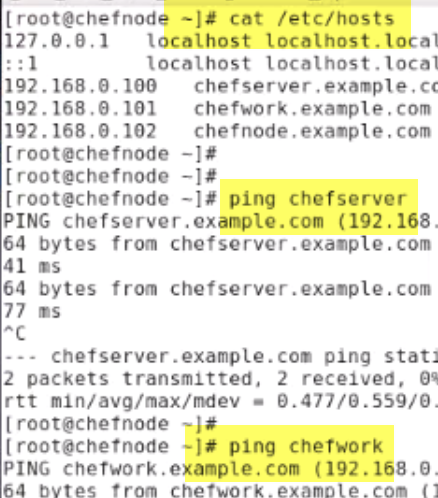 [root@chefnode ~]# cat /etc/hosts
127.0.0.1 localhost localhost.local
::1 localhost localhost.local
192.168.0.100 chefserver.example.co
192.168.0.101 chefwork.example.com
192.168.0.102 chefnode.example.com
[root@chefnode ~]#
[root@chefnode ~]#
[root@chefnode ~]# ping chefserver
PING chefserver.example.com (192.168.
64 bytes from chefserver.example.com
41 ms
64 bytes from chefserver.example.com
77 ms
^C
--- chefserver.example.com ping stati
2 packets transmitted, 2 received, 0%
rtt min/avg/max/mdev = 0.477/0.559/0.
[root@chefnode ~]#
[root@chefnode ~]# ping chefwork
PING chefwork.example.com (192.168.0.
64 bytes from chefwork.example.com (1